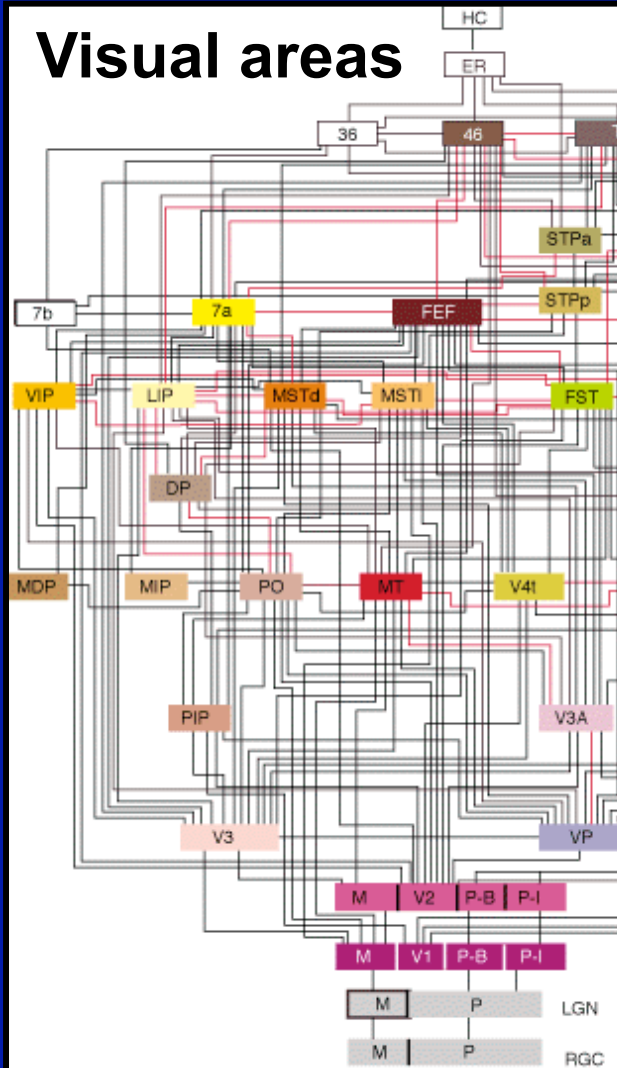 Visual areas
HC
ER
36 46 T
STPa
STPp
7b 7a FEF
VIP LIP MSTd MSTl FST
DP
MDP MIP PO MT V4t
PIP V3A
V3 VP
M V2 P-B P-I
M V1 P-B P-I
M P LGN
M P RGC